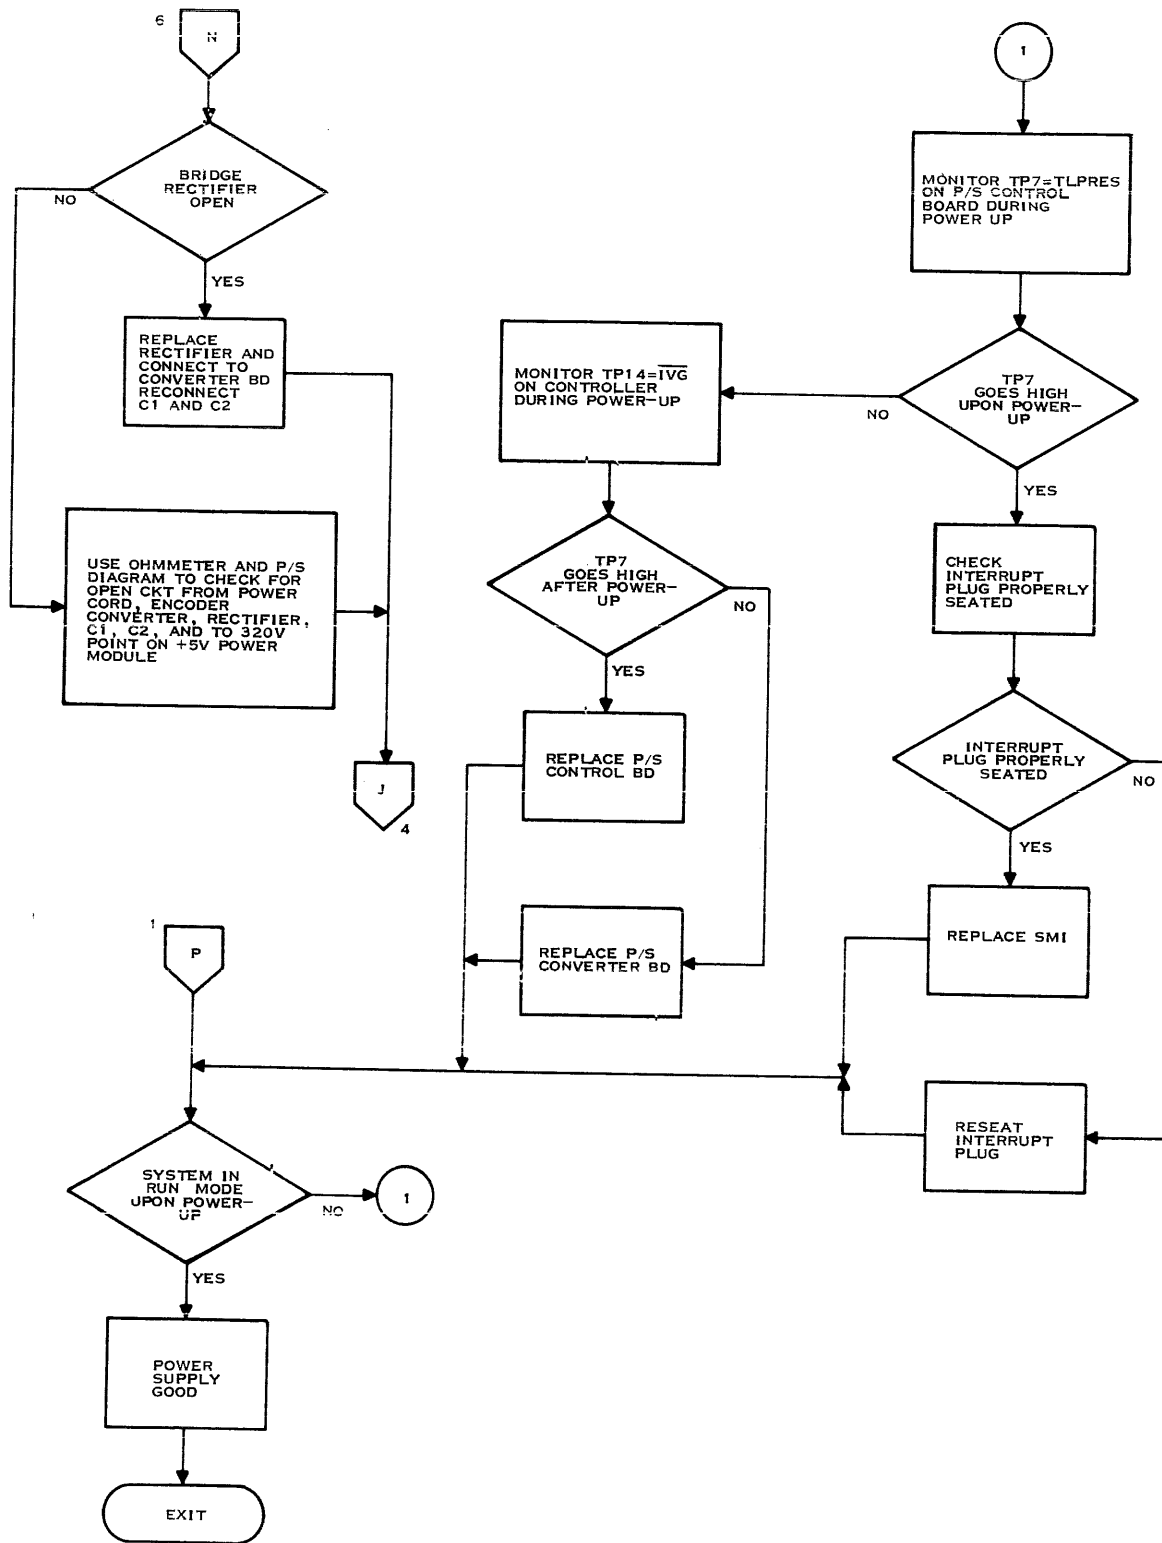 6
N
BRIDGE
RECTIFIER
OPEN
NO
YES
REPLACE
RECTIFIER AND
CONNECT TO
CONVERTER BD
RECONNECT
C1 AND C2
USE OHMMETER AND P/S
DIAGRAM TO CHECK FOR
OPEN CKT FROM POWER
CORD, ENCODER
CONVERTER, RECTIFIER,
C1, C2, AND TO 320V
POINT ON +5V POWER
MODULE
J
4
1
MONITOR TP7=TLPRES
ON P/S CONTROL
BOARD DURING
POWER UP
TP7
GOES HIGH
UPON POWER-
UP
NO
YES
MONITOR TP14=I̅V̅G̅
ON CONTROLLER
DURING POWER-UP
TP7
GOES HIGH
AFTER POWER-
UP
NO
YES
REPLACE P/S
CONTROL BD
REPLACE P/S
CONVERTER BD
CHECK
INTERRUPT
PLUG PROPERLY
SEATED
INTERRUPT
PLUG PROPERLY
SEATED
NO
YES
REPLACE SMI
RESEAT
INTERRUPT
PLUG
1
P
SYSTEM IN
RUN MODE
UPON POWER-
UP
NO
1
YES
POWER
SUPPLY
GOOD
EXIT